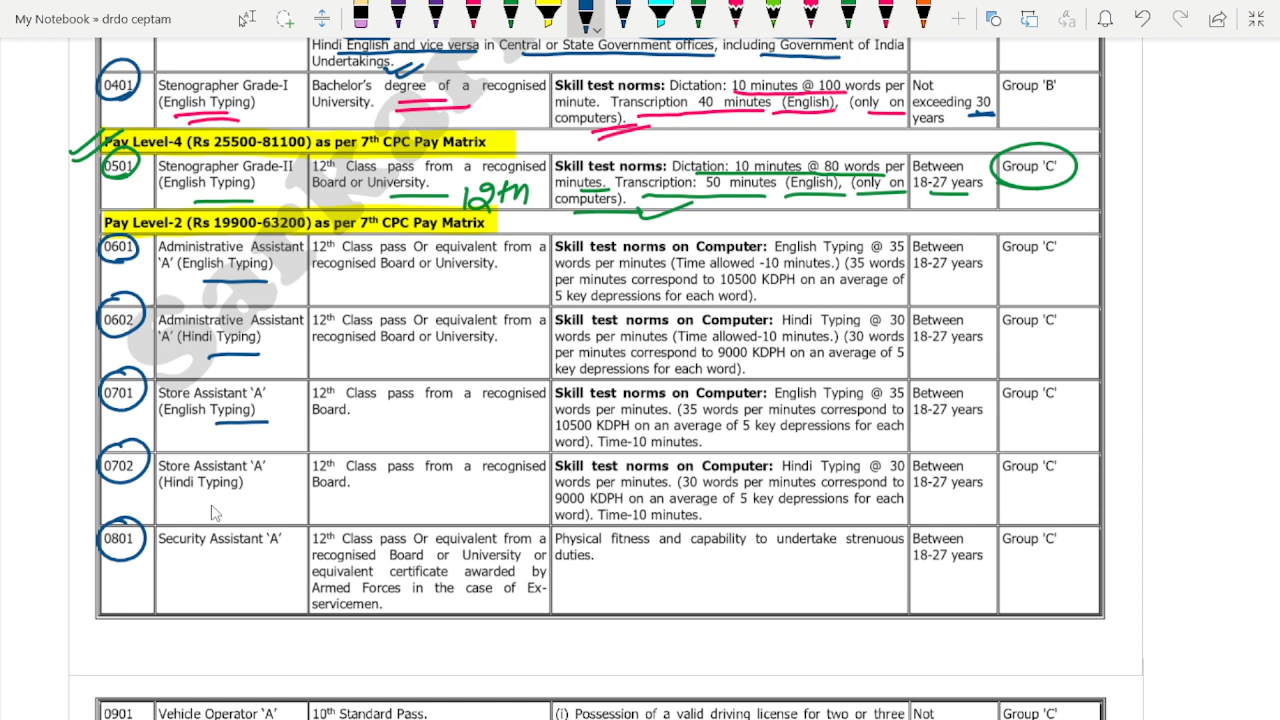 My Notebook » drdo ceptam
Hindi English and vice versa in Central or State Government offices, including Government of India
Undertakings.
0401 Stenographer Grade-I Bachelor's degree of a recognised Skill test norms: Dictation: 10 minutes @ 100 words per Not Group 'B'
(English Typing) University. minute. Transcription 40 minutes (English), (only on exceeding 30
computers). years
Pay Level-4 (Rs 25500-81100) as per 7th CPC Pay Matrix
0501 Stenographer Grade-II 12th Class pass from a recognised Skill test norms: Dictation: 10 minutes @ 80 words per Between Group 'C'
(English Typing) Board or University. minutes. Transcription: 50 minutes (English), (only on 18-27 years
12th computers).
Pay Level-2 (Rs 19900-63200) as per 7th CPC Pay Matrix
0601 Administrative Assistant 12th Class pass Or equivalent from a Skill test norms on Computer: English Typing @ 35 Between Group 'C'
'A' (English Typing) recognised Board or University. words per minutes (Time allowed -10 minutes.) (35 words 18-27 years
per minutes correspond to 10500 KDPH on an average of
5 key depressions for each word).
0602 Administrative Assistant 12th Class pass Or equivalent from a Skill test norms on Computer: Hindi Typing @ 30 Between Group 'C'
'A' (Hindi Typing) recognised Board or University. words per minutes (Time allowed-10 minutes.) (30 words 18-27 years
per minutes correspond to 9000 KDPH on an average of 5
key depressions for each word).
0701 Store Assistant 'A' 12th Class pass from a recognised Skill test norms on Computer: English Typing @ 35 Between Group 'C'
(English Typing) Board. words per minutes. (35 words per minutes correspond to 18-27 years
10500 KDPH on an average of 5 key depressions for each
word). Time-10 minutes.
0702 Store Assistant 'A' 12th Class pass from a recognised Skill test norms on Computer: Hindi Typing @ 30 Between Group 'C'
(Hindi Typing) Board. words per minutes. (30 words per minutes correspond to 18-27 years
9000 KDPH on an average of 5 key depressions for each
word). Time-10 minutes.
0801 Security Assistant 'A' 12th Class pass Or equivalent from a Physical fitness and capability to undertake strenuous Between Group 'C'
recognised Board or University or duties. 18-27 years
equivalent certificate awarded by
Armed Forces in the case of Ex-
servicemen.
0901 Vehicle Operator 'A' 10th Standard Pass. (i) Possession of a valid driving license for two or three Not Group 'C'